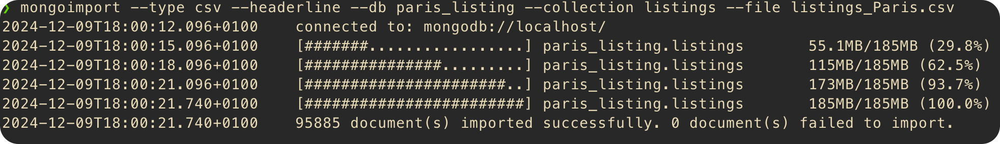 ❯ mongoimport --type csv --headerline --db paris_listing --collection listings --file listings_Paris.csv
2024-12-09T18:00:12.096+0100    connected to: mongodb://localhost/
2024-12-09T18:00:15.096+0100    [#######.................] paris_listing.listings       55.1MB/185MB (29.8%)
2024-12-09T18:00:18.096+0100    [###############.........] paris_listing.listings       115MB/185MB (62.5%)
2024-12-09T18:00:21.096+0100    [######################..] paris_listing.listings       173MB/185MB (93.7%)
2024-12-09T18:00:21.740+0100    [########################] paris_listing.listings       185MB/185MB (100.0%)
2024-12-09T18:00:21.740+0100    95885 document(s) imported successfully. 0 document(s) failed to import.